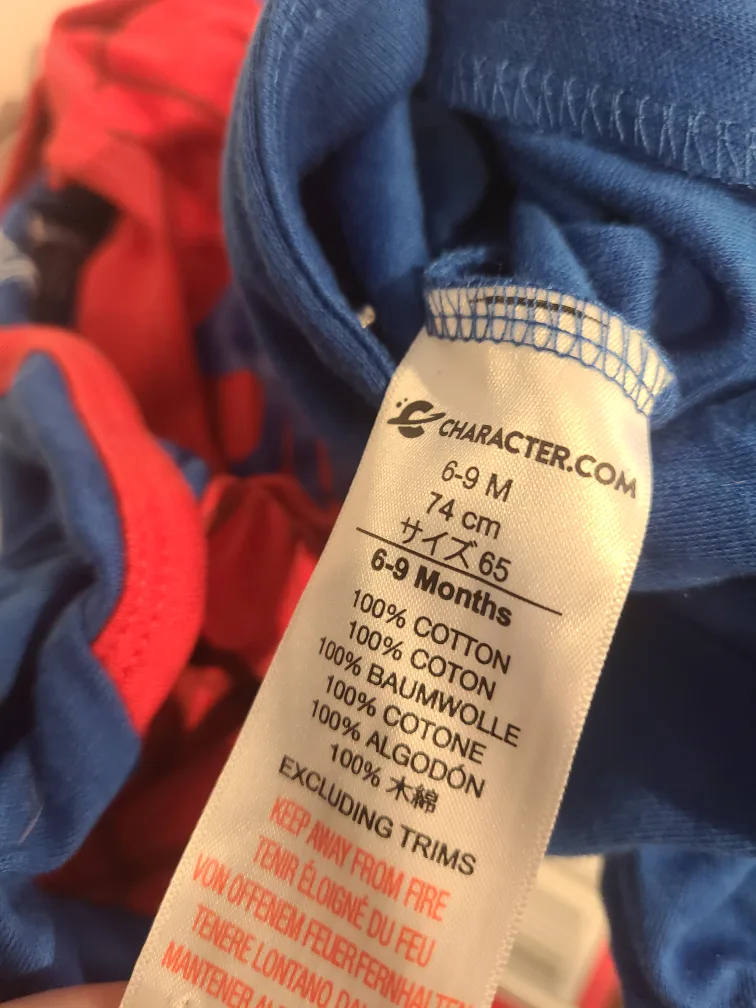 CHARACTER.COM
6-9 M
74 cm
サイズ 65
6-9 Months
100% COTTON
100% COTON
100% BAUMWOLLE
100% COTONE
100% ALGODÓN
100% 木綿
EXCLUDING TRIMS
KEEP AWAY FROM FIRE
TENIR ÉLOIGNÉ DU FEU
VON OFFENEM FEUER FERNHALTEN
TENERE LONTANO
MANTENER